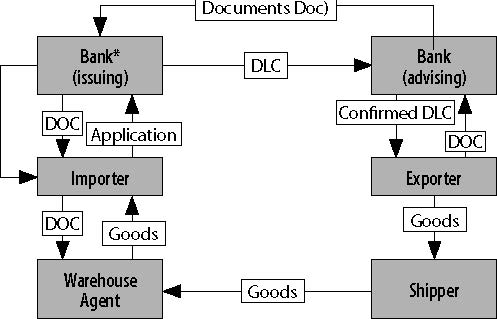 Documents Doc)
Bank*
(issuing)
DLC
Bank
(advising)
DOC
Application
Confirmed DLC
DOC
Importer
Exporter
DOC
Goods
Goods
Warehouse
Agent
Goods
Shipper